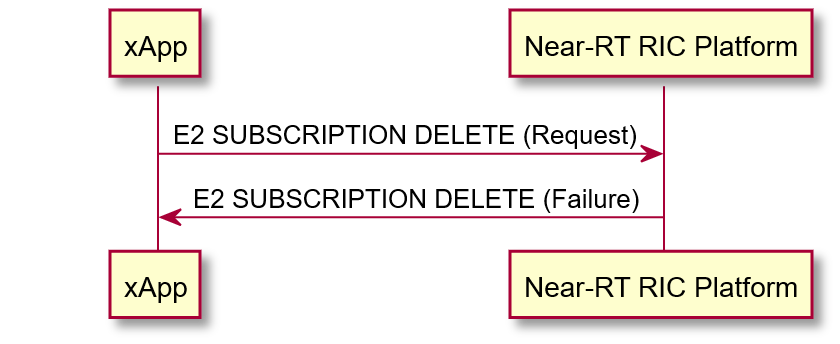 xApp
Near-RT RIC Platform
E2 SUBSCRIPTION DELETE (Request)
E2 SUBSCRIPTION DELETE (Failure)
xApp
Near-RT RIC Platform